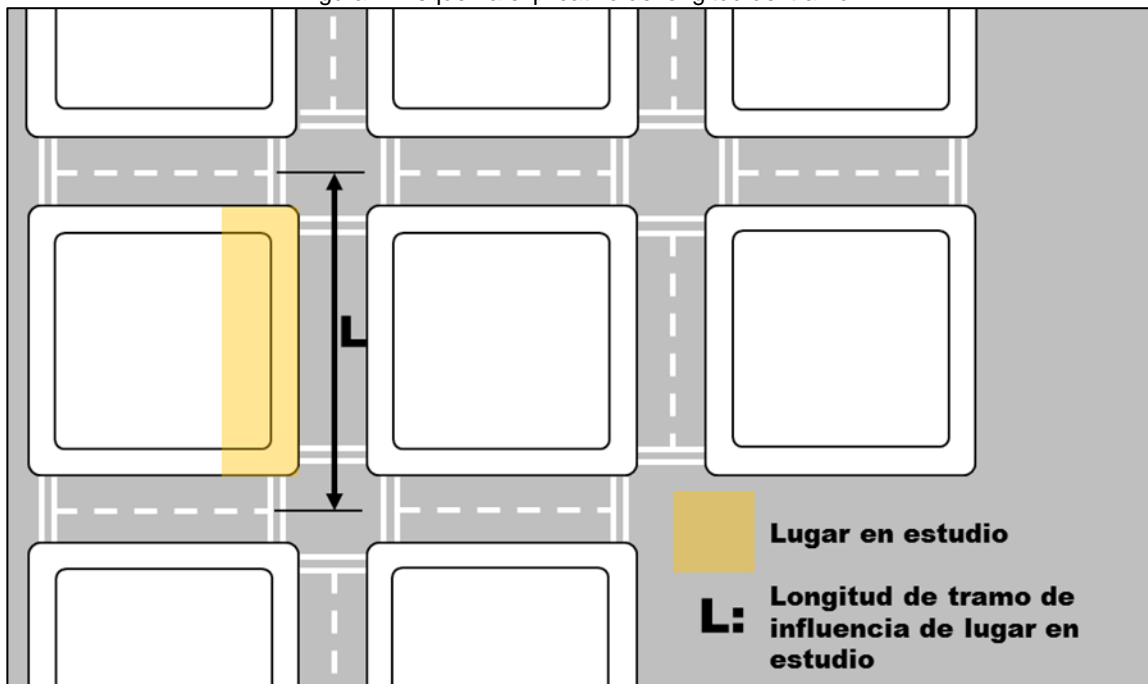 L
Lugar en estudio
L: Longitud de tramo de
influencia de lugar en
estudio